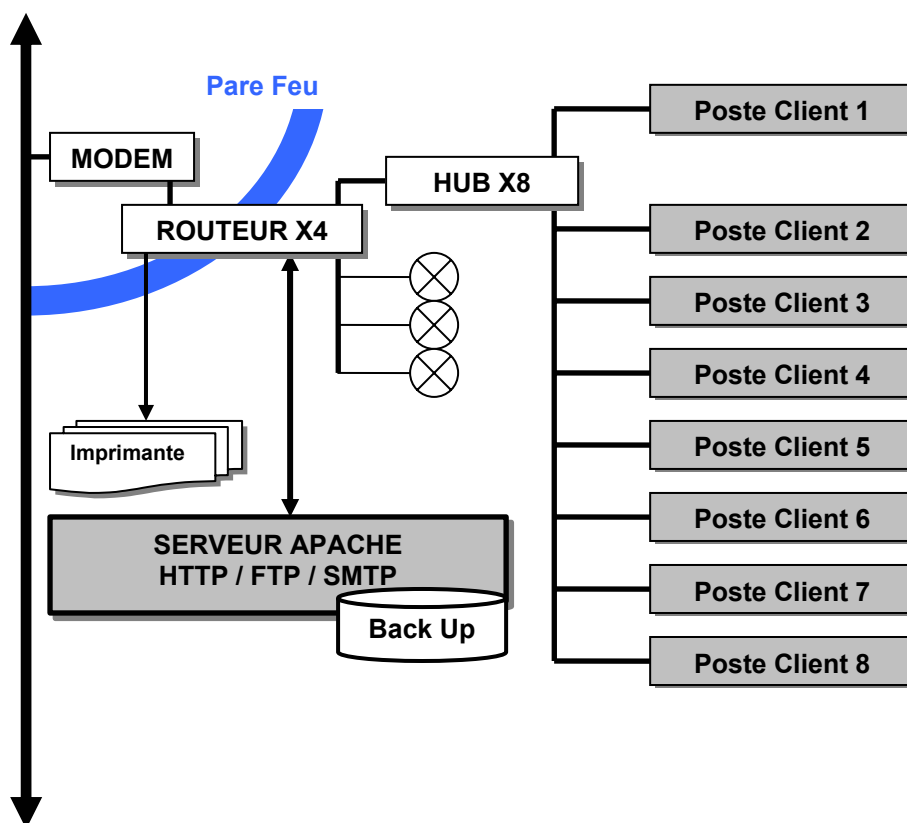 Pare Feu
Poste Client 1
MODEM
HUB X8
ROUTEUR X4
Poste Client 2
Poste Client 3
Poste Client 4
Imprimante
Poste Client 5
Poste Client 6
SERVEUR APACHE
HTTP / FTP / SMTP
Poste Client 7
Back Up
Poste Client 8